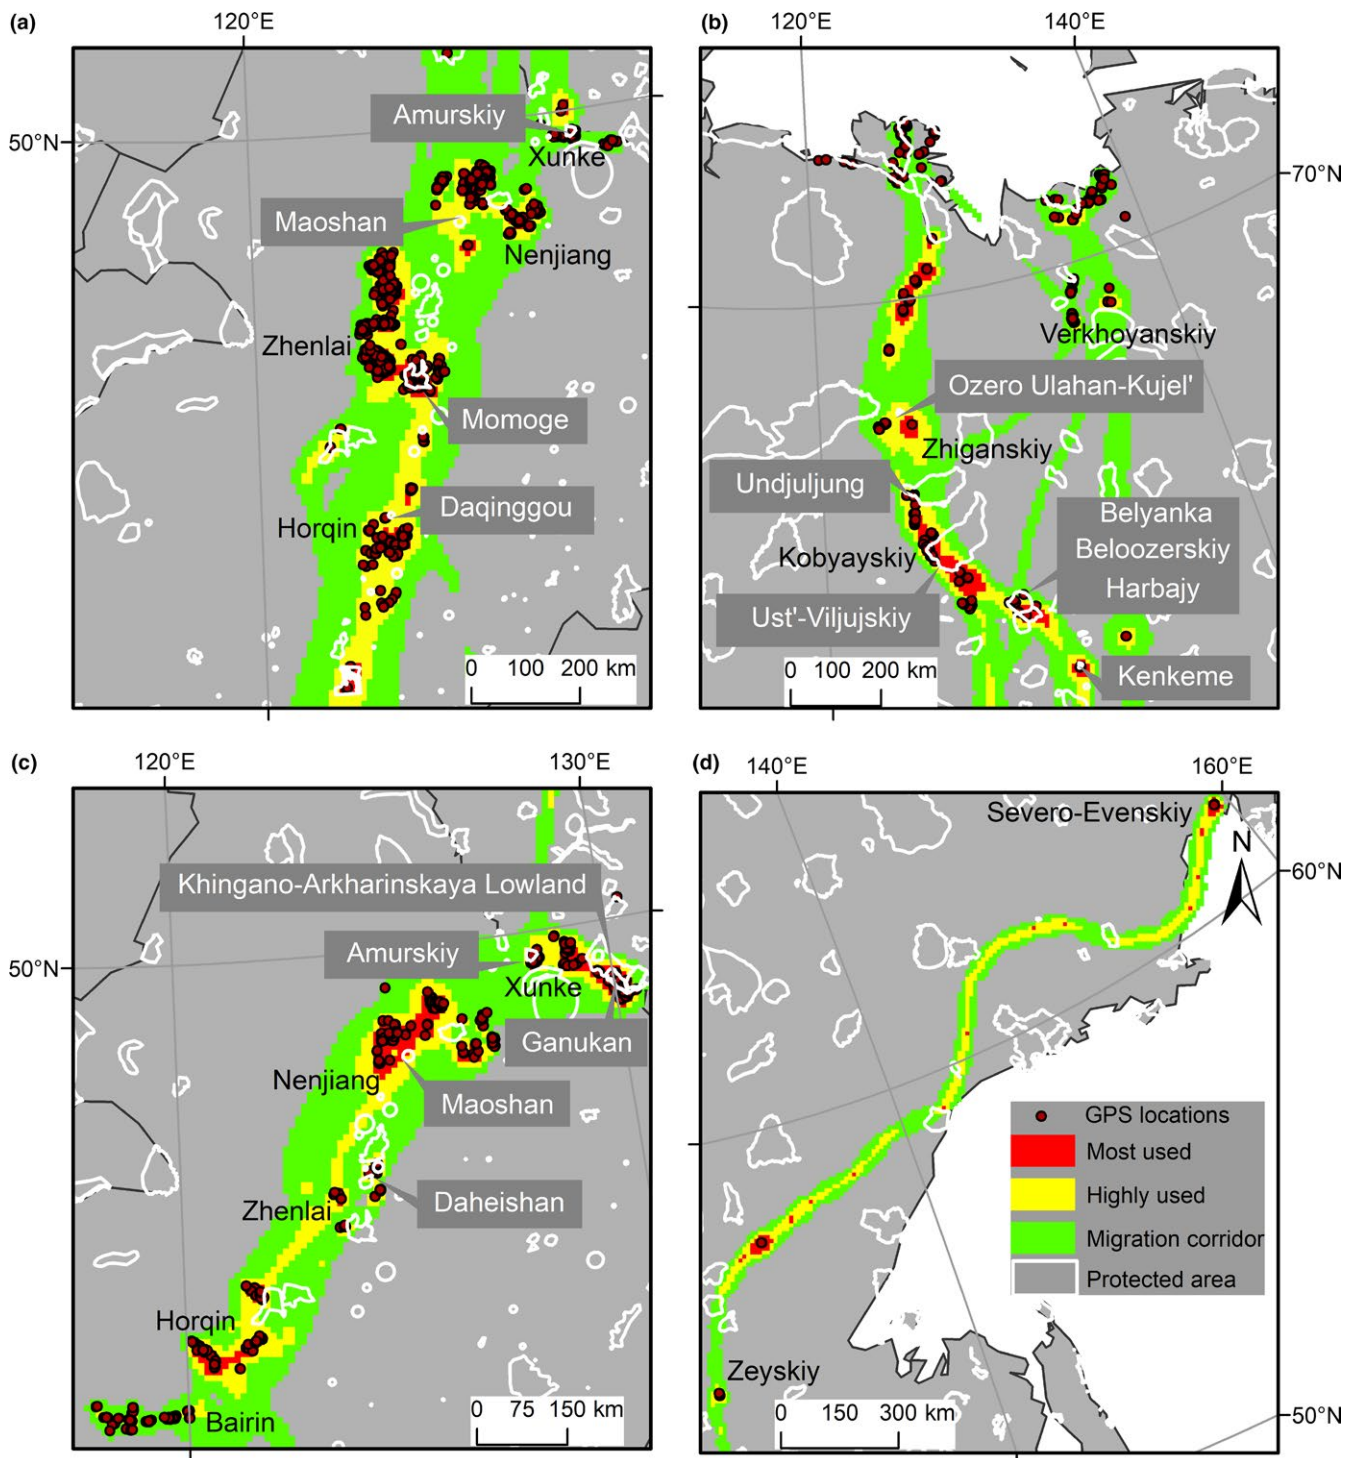 (a)
120°E
50°N
Amurskiy
Xunke
Maoshan
Nenjiang
Zhenlai
Momoge
Daqinggou
Horqin
0 100 200 km
(b)
120°E
140°E
70°N
Verkhoyanskiy
Ozero Ulahan-Kujel'
Zhiganskiy
Undjuljung
Belyanka
Beloozerskiy
Harbajy
Kobyayskiy
Ust'-Viljujskiy
Kenkeme
0 100 200 km
(c)
120°E
130°E
Khingano-Arkharinskaya Lowland
Amurskiy
50°N
Xunke
Ganukan
Nenjiang
Maoshan
Daheishan
Zhenlai
Horqin
Bairin
0 75 150 km
(d)
140°E
160°E
Severo-Evenskiy
N
60°N
GPS locations
Most used
Highly used
Migration corridor
Protected area
Zeyskiy
0 150 300 km
50°N